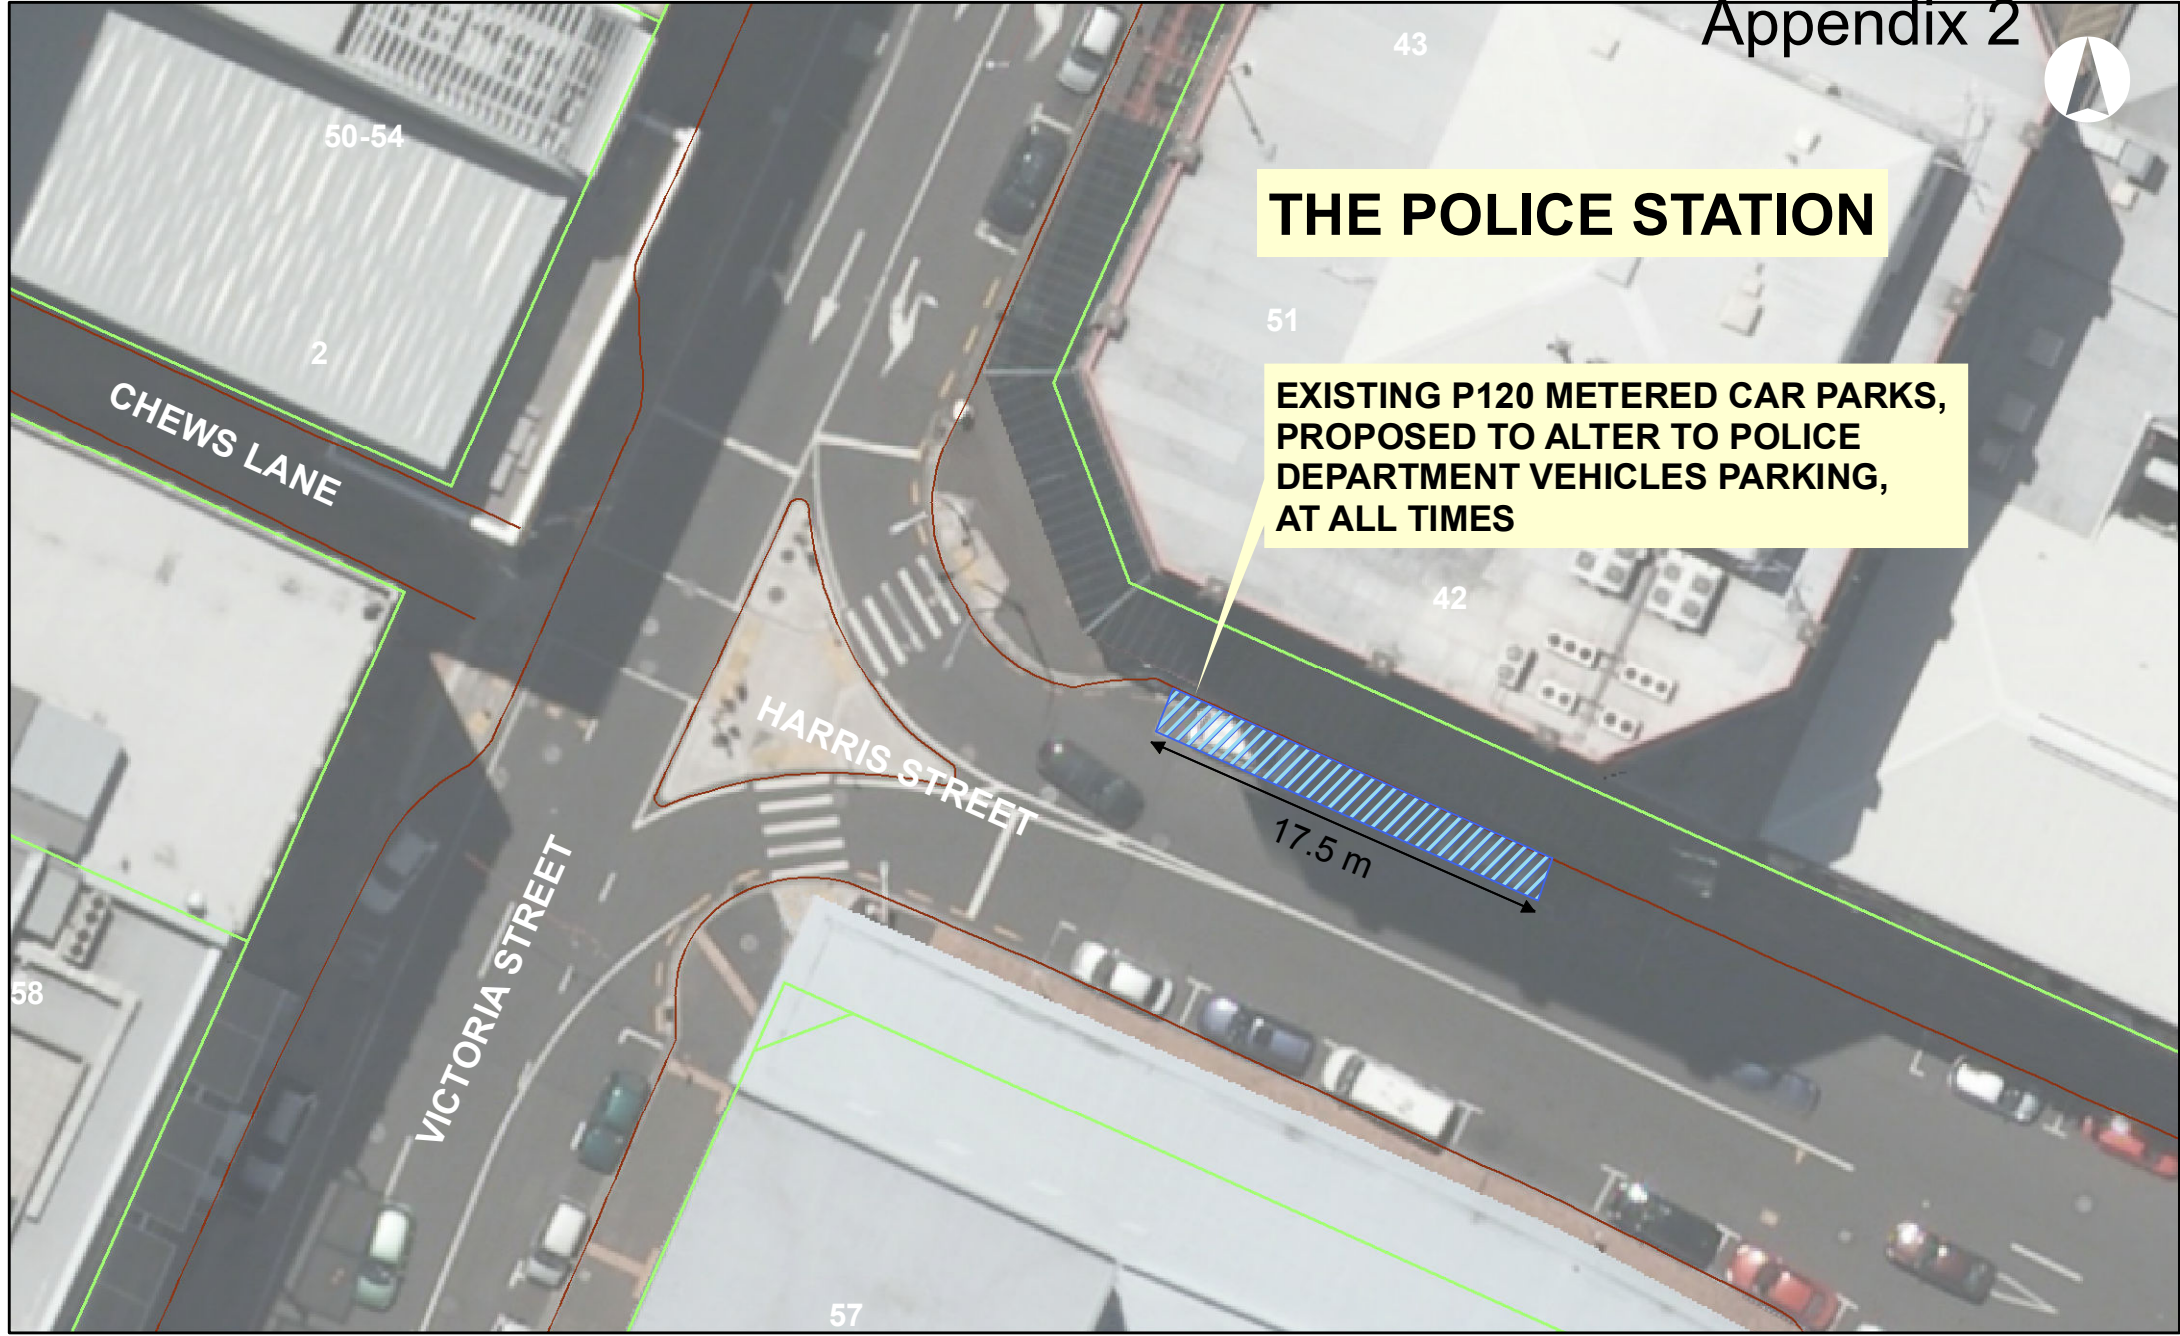 Appendix 2
43
50-54
THE POLICE STATION
51
2
CHEWS LANE
EXISTING P120 METERED CAR PARKS,
PROPOSED TO ALTER TO POLICE
DEPARTMENT VEHICLES PARKING,
AT ALL TIMES
42
HARRIS STREET
17.5 m
VICTORIA STREET
58
57